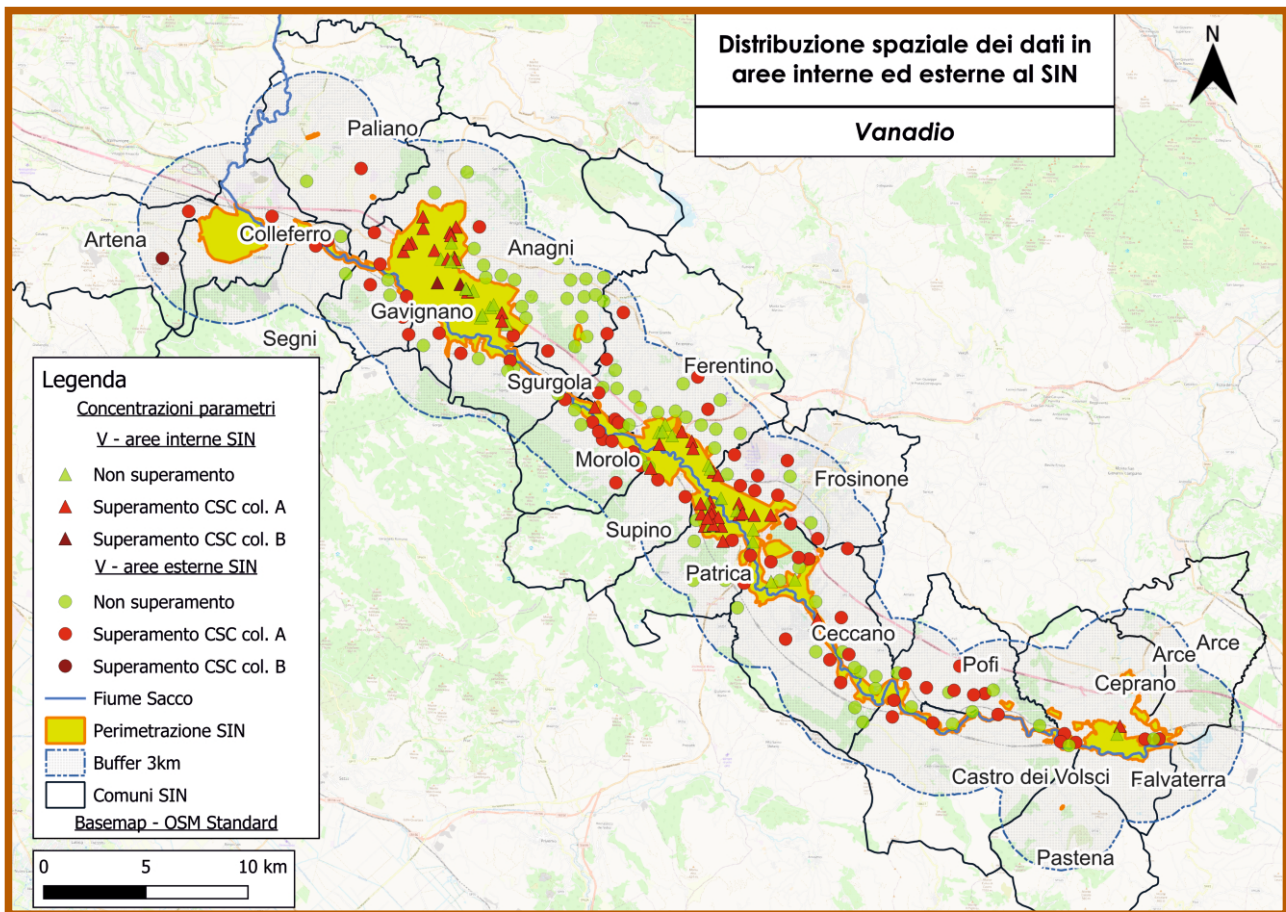 Distribuzione spaziale dei dati in
aree interne ed esterne al SIN
Vanadio
N
Paliano
Artena
Colleferro
Anagni
Gavignano
Segni
Sgurgola
Ferentino
Morolo
Frosinone
Supino
Patrica
Ceccano
Pofi
Arce
Arce
Ceprano
Castro dei Volsci
Falvaterra
Pastena
Legenda
Concentrazioni parametri
V - aree interne SIN
Non superamento
Superamento CSC col. A
Superamento CSC col. B
V - aree esterne SIN
Non superamento
Superamento CSC col. A
Superamento CSC col. B
Fiume Sacco
Perimetrazione SIN
Buffer 3km
Comuni SIN
Basemap - OSM Standard
0 5 10 km